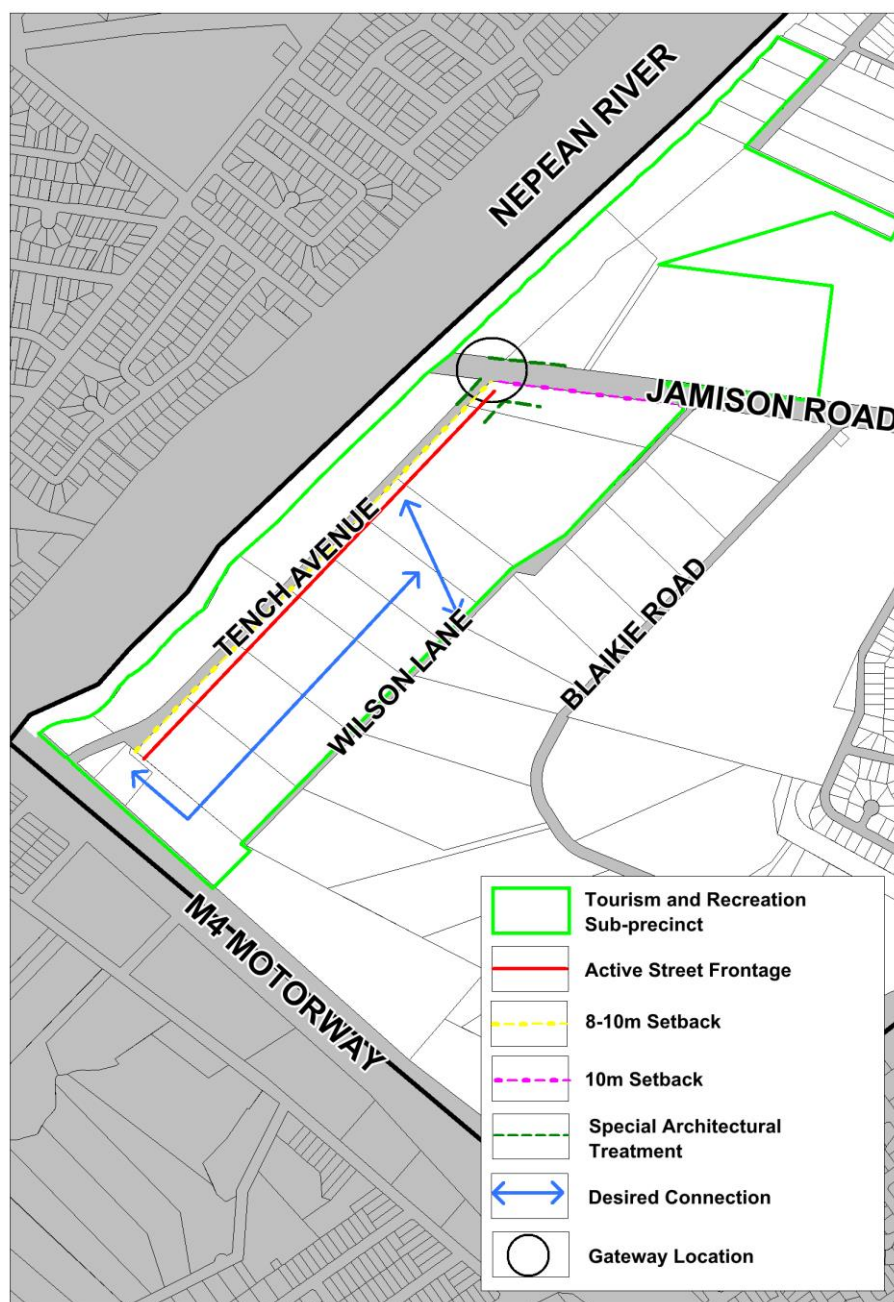 NEPEAN RIVER
JAMISON ROAD
TENCH AVENUE
WILSON LANE
BLAIKIE ROAD
M4 MOTORWAY
Tourism and Recreation
Sub-precinct
Active Street Frontage
8-10m Setback
10m Setback
Special Architectural
Treatment
Desired Connection
Gateway Location